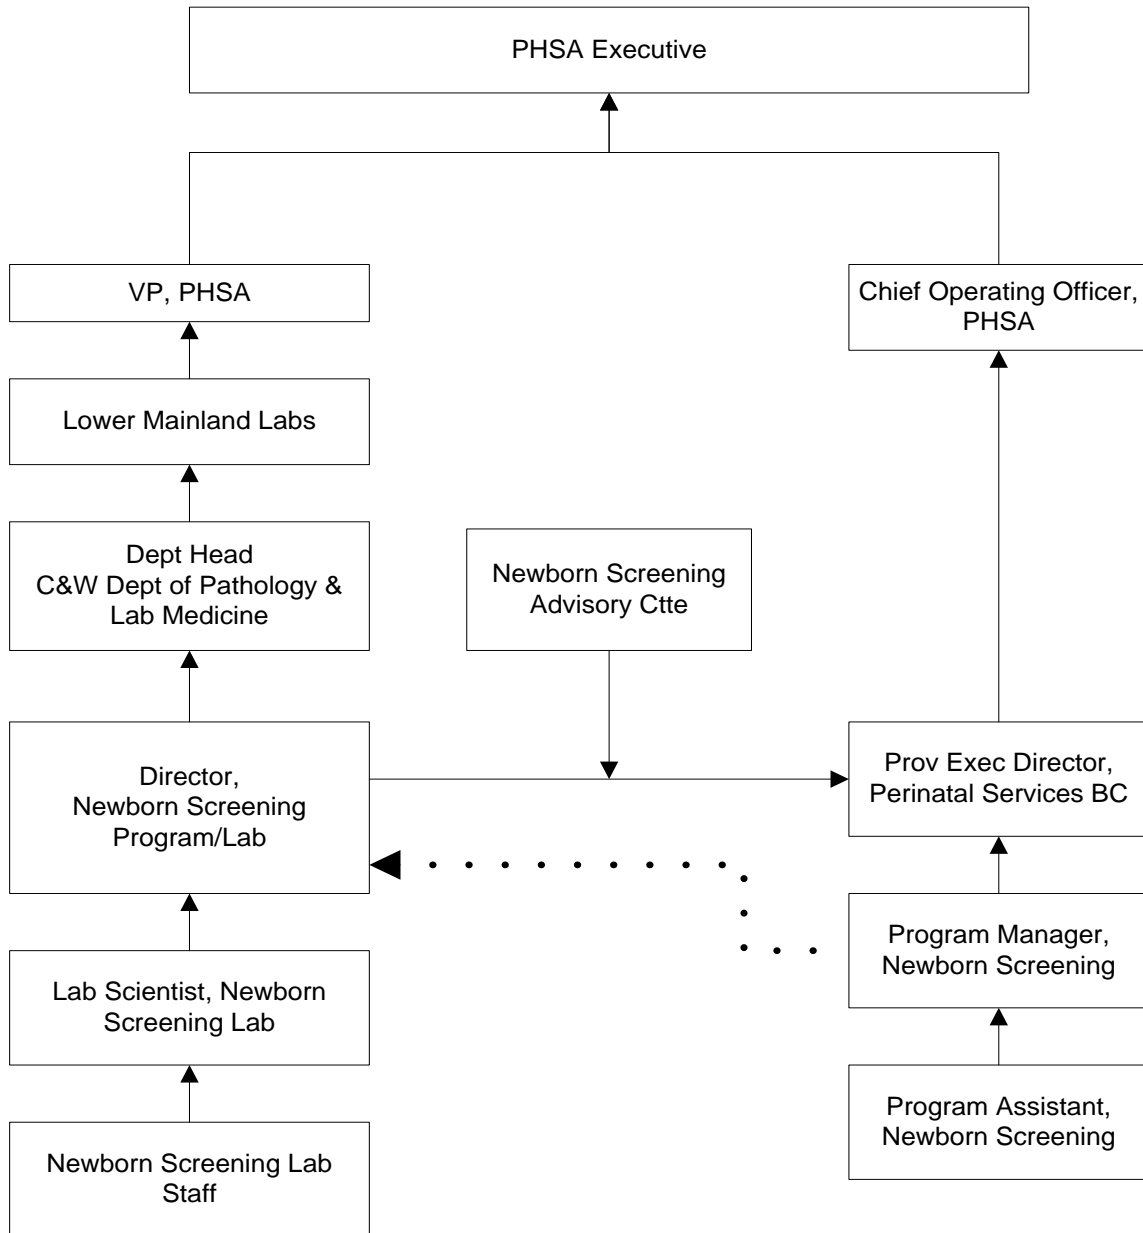 PHSA Executive
VP, PHSA
Chief Operating Officer,
PHSA
Lower Mainland Labs
Dept Head
C&W Dept of Pathology &
Lab Medicine
Newborn Screening
Advisory Ctte
Director,
Newborn Screening
Program/Lab
Prov Exec Director,
Perinatal Services BC
Program Manager,
Newborn Screening
Lab Scientist, Newborn
Screening Lab
Program Assistant,
Newborn Screening
Newborn Screening Lab
Staff